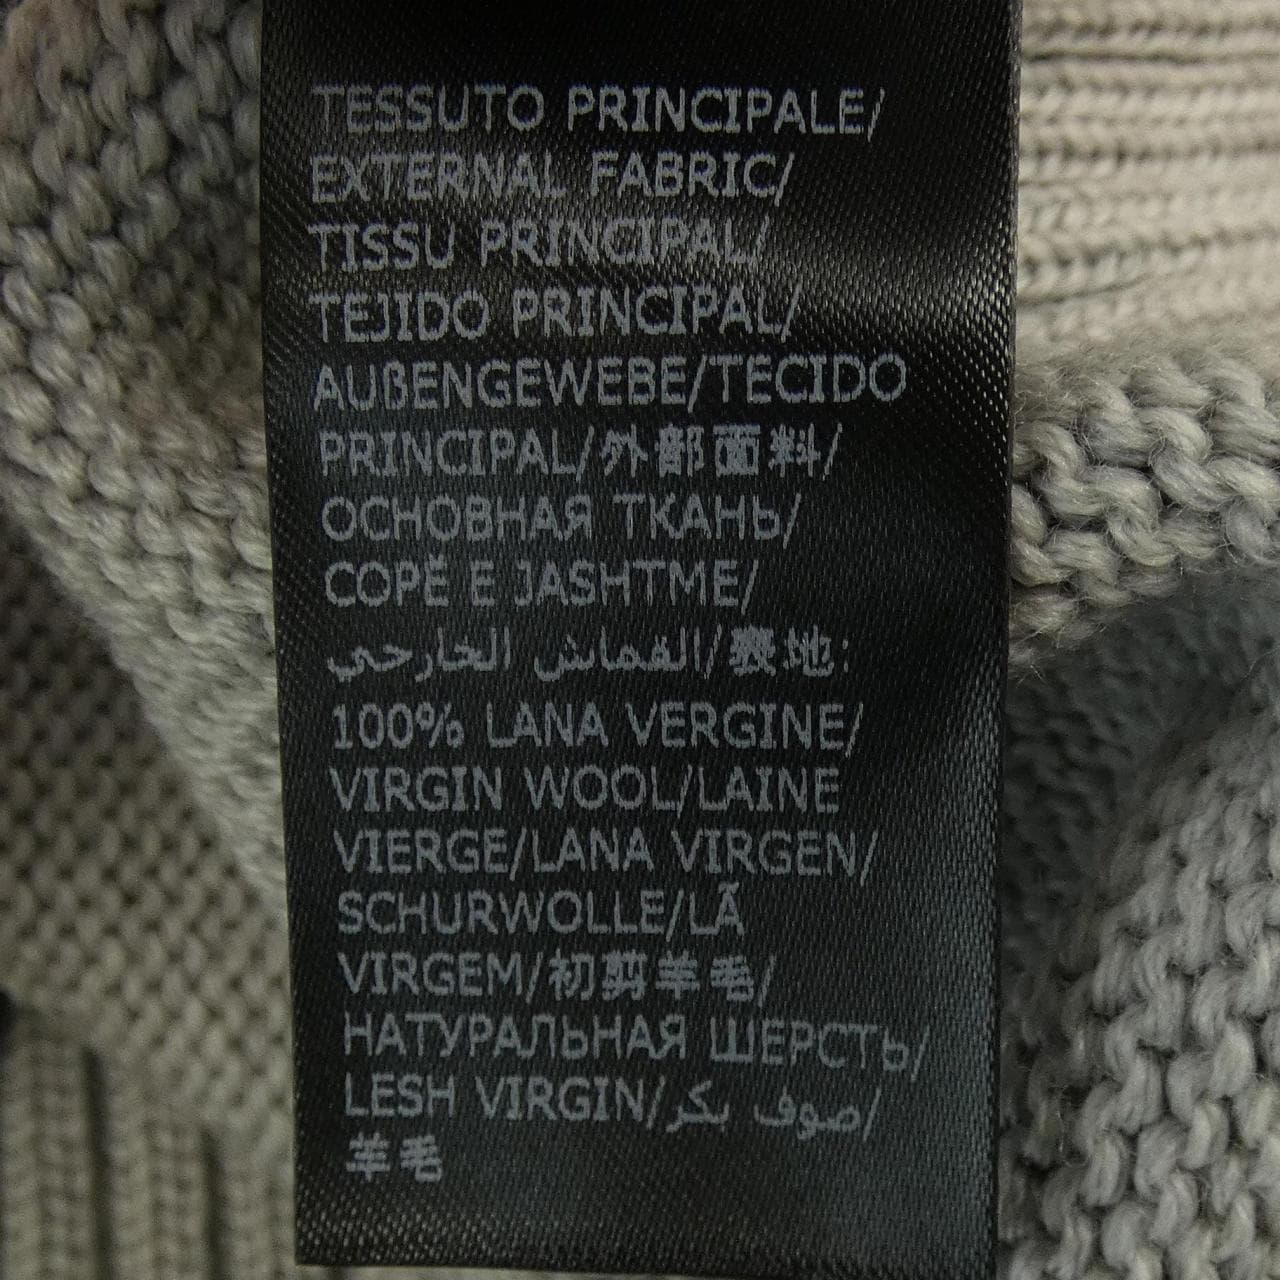 TESSUTO PRINCIPALE/
EXTERNAL FABRIC/
TISSU PRINCIPAL/
TEJIDO PRINCIPAL/
AUßENGEWEBE/TECIDO
PRINCIPAL/外部面料/
ОСНОВНАЯ ТКАНЬ/
COPË E JASHTME/
القماش الخارجي/表地:
100% LANA VERGINE/
VIRGIN WOOL/LAINE
VIERGE/LANA VIRGEN/
SCHURWOLLE/LÃ
VIRGEM/初剪羊毛/
НАТУРАЛЬНАЯ ШЕРСТЬ/
LESH VIRGIN/صوف بكر/
羊毛